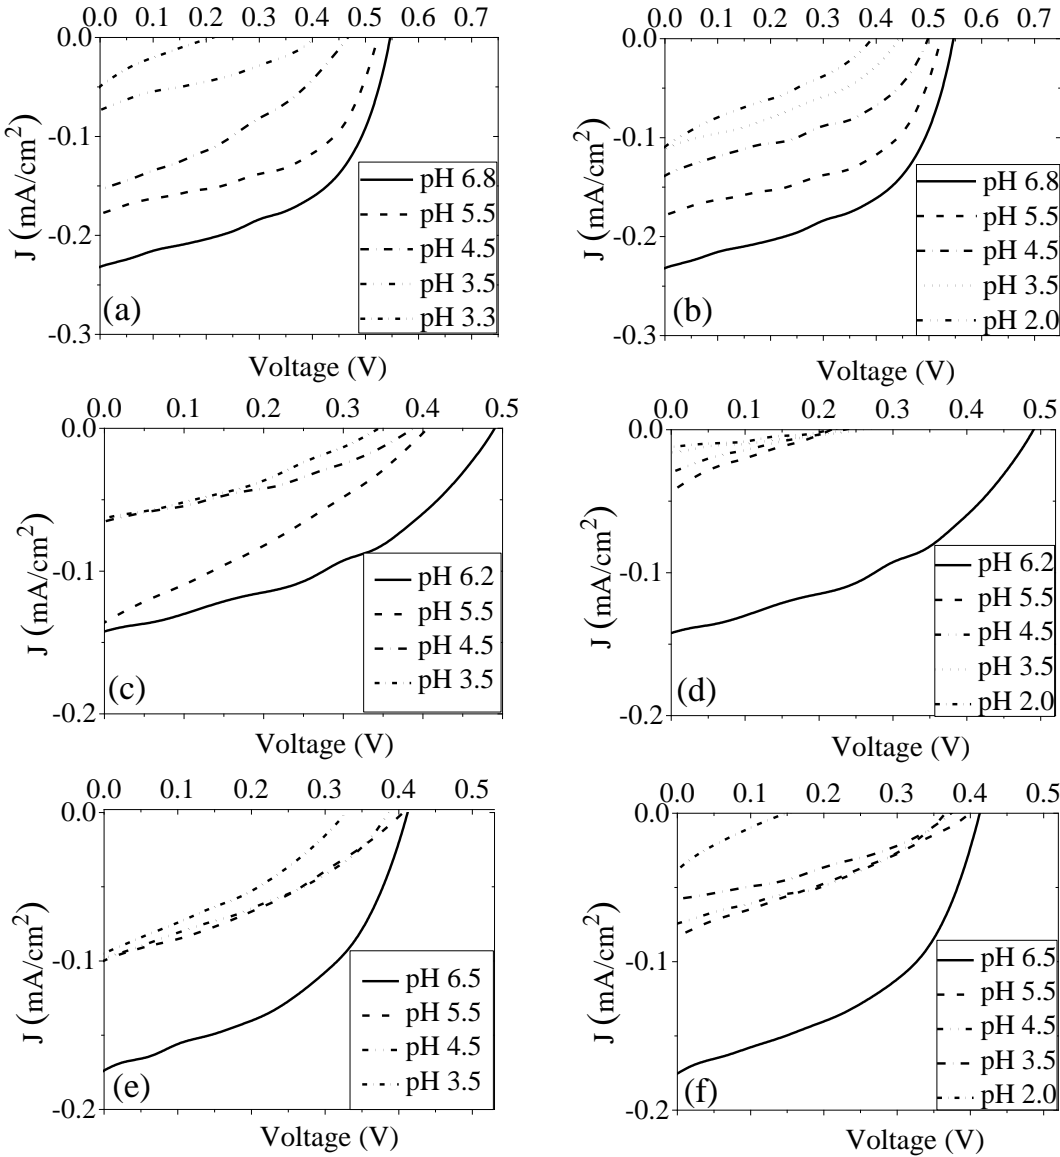 0.0 0.1 0.2 0.3 0.4 0.5 0.6 0.7
0.0
-0.1
-0.2
-0.3
J (mA/cm²)
pH 6.8
pH 5.5
pH 4.5
pH 3.5
pH 3.3
(a)
Voltage (V)
0.0 0.1 0.2 0.3 0.4 0.5 0.6 0.7
0.0
-0.1
-0.2
-0.3
J (mA/cm²)
pH 6.8
pH 5.5
pH 4.5
pH 3.5
pH 2.0
(b)
Voltage (V)
0.0 0.1 0.2 0.3 0.4 0.5
0.0
-0.1
-0.2
J (mA/cm²)
pH 6.2
pH 5.5
pH 4.5
pH 3.5
(c)
Voltage (V)
0.0 0.1 0.2 0.3 0.4 0.5
0.0
-0.1
-0.2
J (mA/cm²)
pH 6.2
pH 5.5
pH 4.5
pH 3.5
pH 2.0
(d)
Voltage (V)
0.0 0.1 0.2 0.3 0.4 0.5
0.0
-0.1
-0.2
J (mA/cm²)
pH 6.5
pH 5.5
pH 4.5
pH 3.5
(e)
Voltage (V)
0.0 0.1 0.2 0.3 0.4 0.5
0.0
-0.1
-0.2
J (mA/cm²)
pH 6.5
pH 5.5
pH 4.5
pH 3.5
pH 2.0
(f)
Voltage (V)